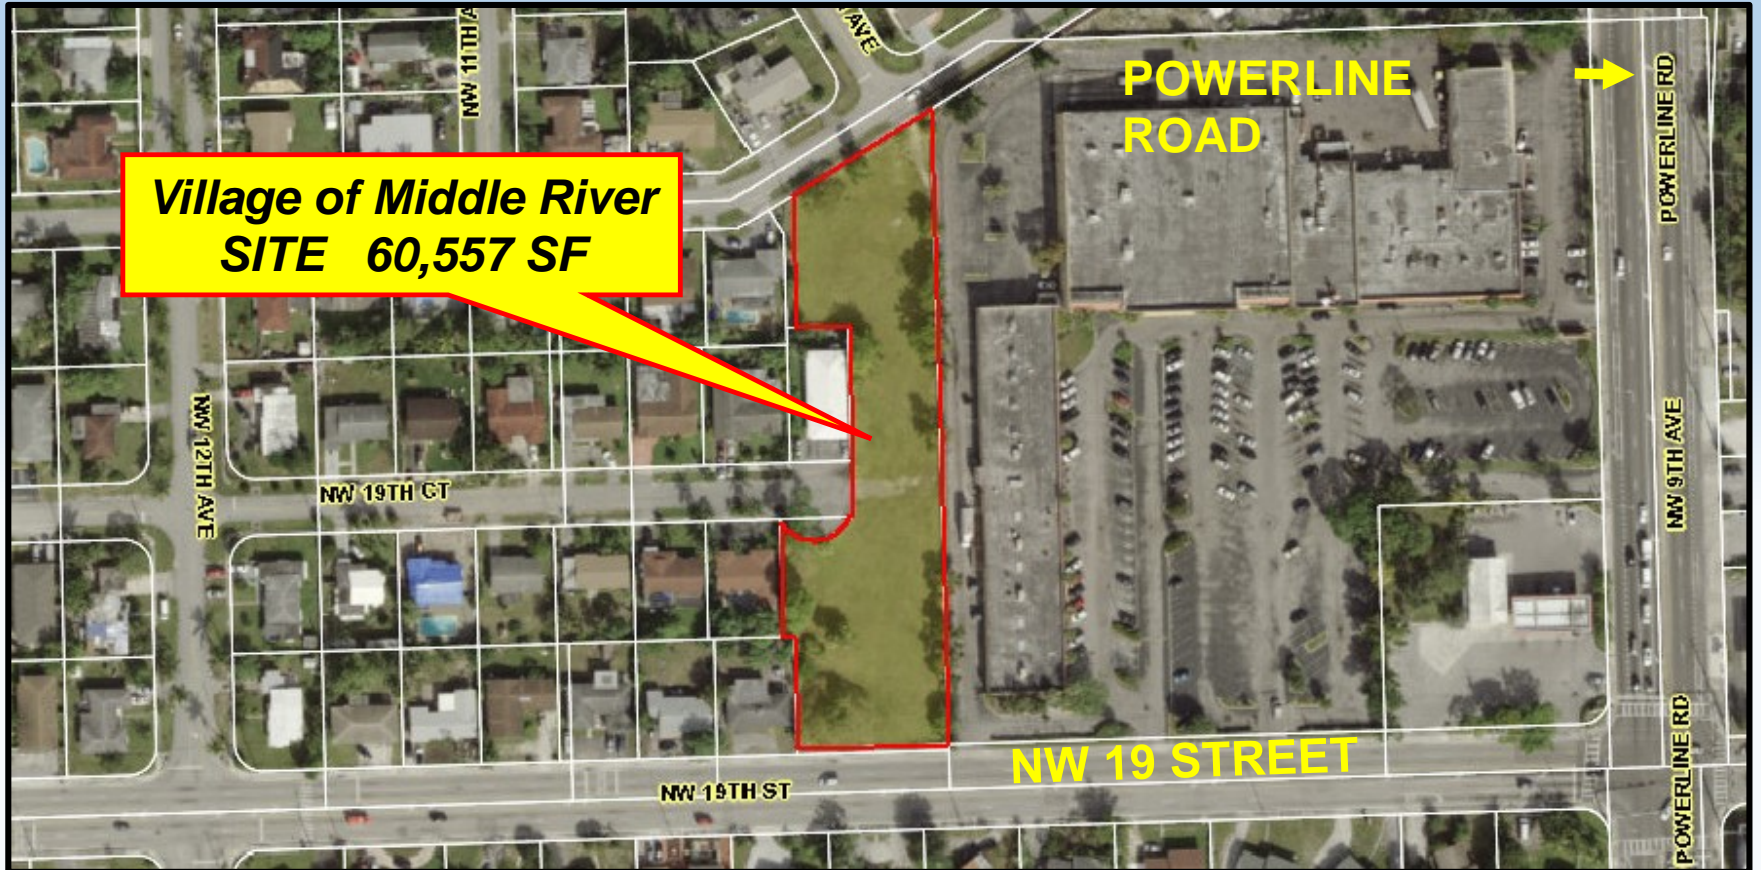 NW 11TH A
AVE
POWERLINE
ROAD
POWERLINE RD
Village of Middle River
SITE 60,557 SF
NW 12TH AVE
NW 19TH CT
NW 9TH AVE
NW 19 STREET
NW 19TH ST
POWERLINE RD